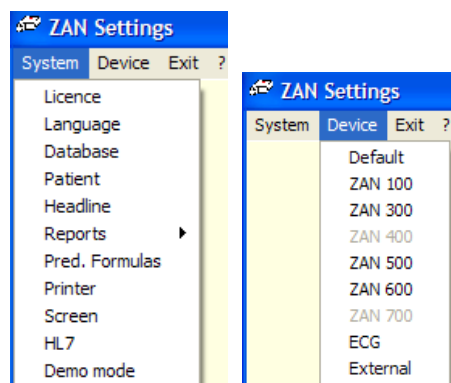 ZAN Settings
System Device Exit ?
Licence
Language
Database
Patient
Headline
Reports
Pred. Formulas
Printer
Screen
HL7
Demo mode
ZAN Settings
System Device Exit ?
Default
ZAN 100
ZAN 300
ZAN 400
ZAN 500
ZAN 600
ZAN 700
ECG
External